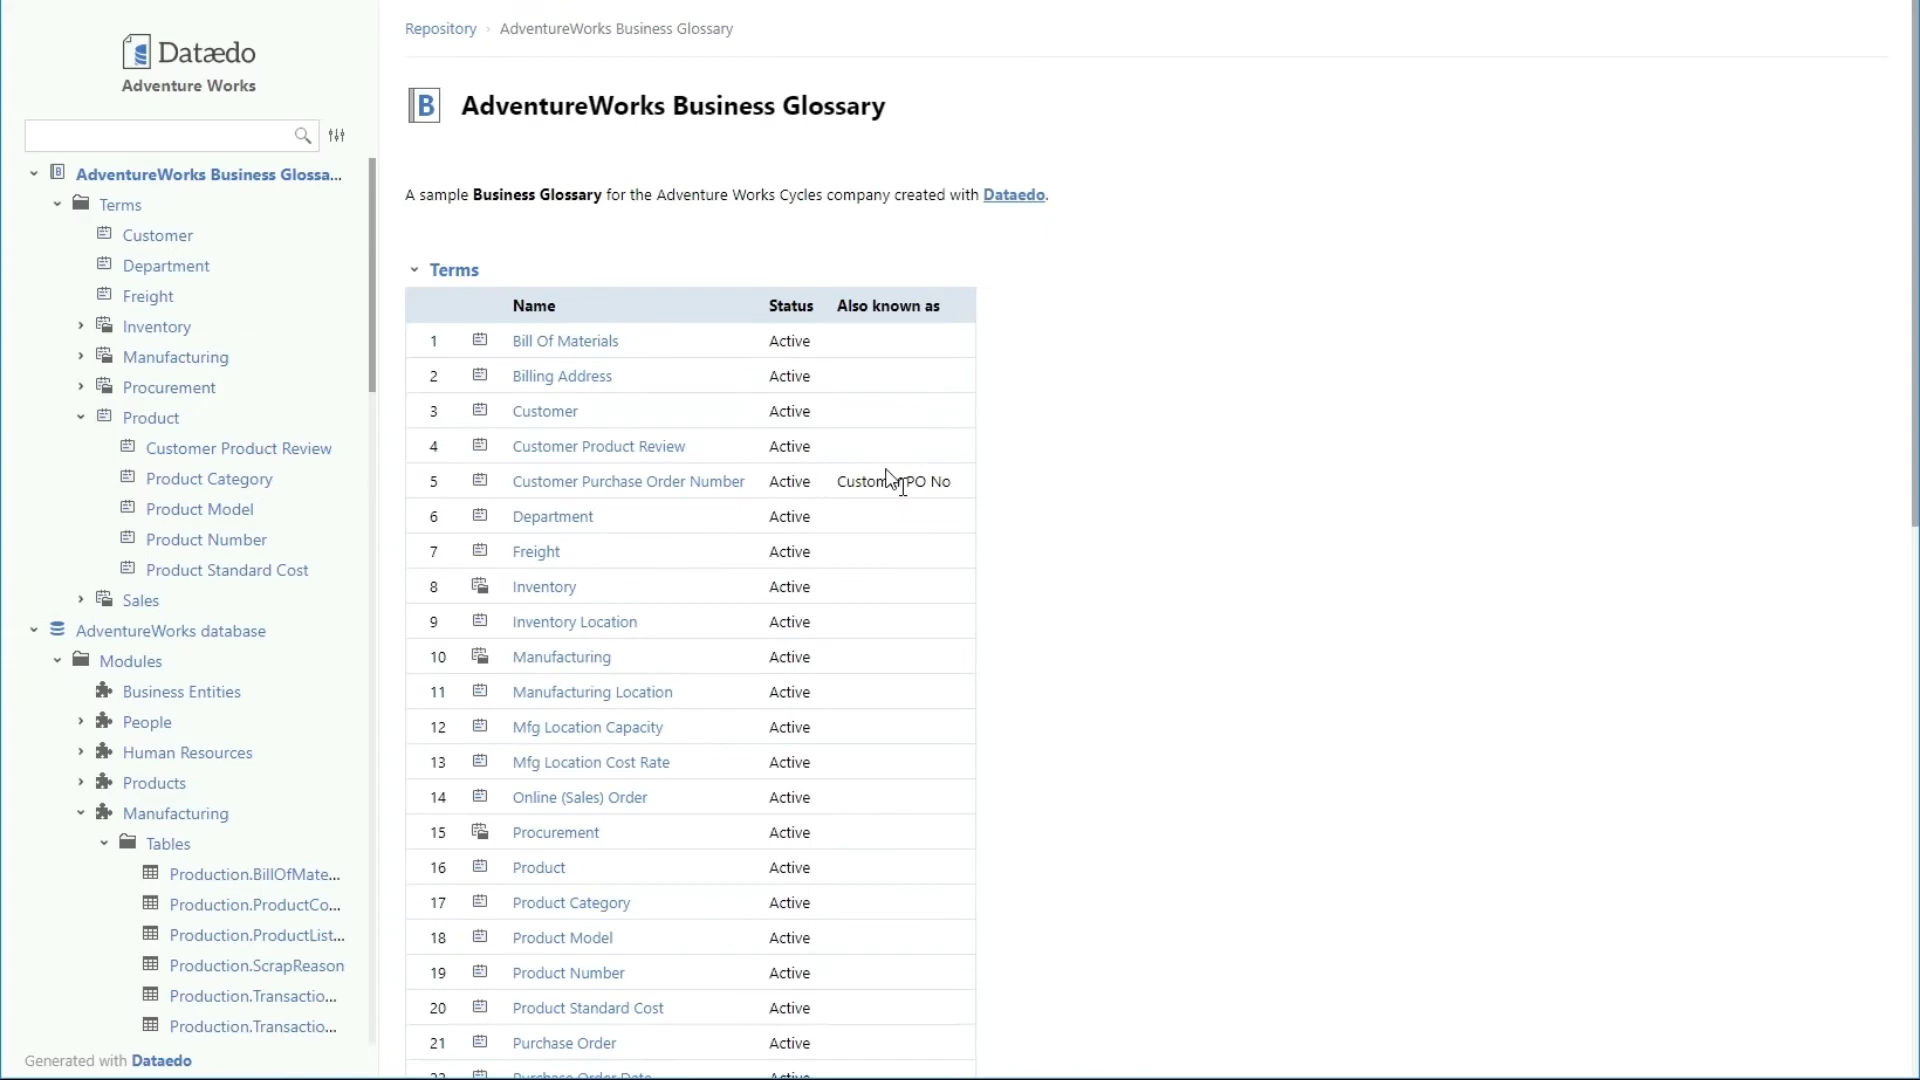 Dataedo
Adventure Works
AdventureWorks Business Glossa...
Terms
Customer
Department
Freight
Inventory
Manufacturing
Procurement
Product
Customer Product Review
Product Category
Product Model
Product Number
Product Standard Cost
Sales
AdventureWorks database
Modules
Business Entities
People
Human Resources
Products
Manufacturing
Tables
Production.BillOfMate...
Production.ProductCo...
Production.ProductList...
Production.ScrapReason
Production.Transactio...
Production.Transactio...
Generated with Dataedo
Repository › AdventureWorks Business Glossary
B AdventureWorks Business Glossary
A sample Business Glossary for the Adventure Works Cycles company created with Dataedo.
Terms
Name Status Also known as
1 Bill Of Materials Active
2 Billing Address Active
3 Customer Active
4 Customer Product Review Active
5 Customer Purchase Order Number Active Customer PO No
6 Department Active
7 Freight Active
8 Inventory Active
9 Inventory Location Active
10 Manufacturing Active
11 Manufacturing Location Active
12 Mfg Location Capacity Active
13 Mfg Location Cost Rate Active
14 Online (Sales) Order Active
15 Procurement Active
16 Product Active
17 Product Category Active
18 Product Model Active
19 Product Number Active
20 Product Standard Cost Active
21 Purchase Order Active
22 Purchase Order Date Active